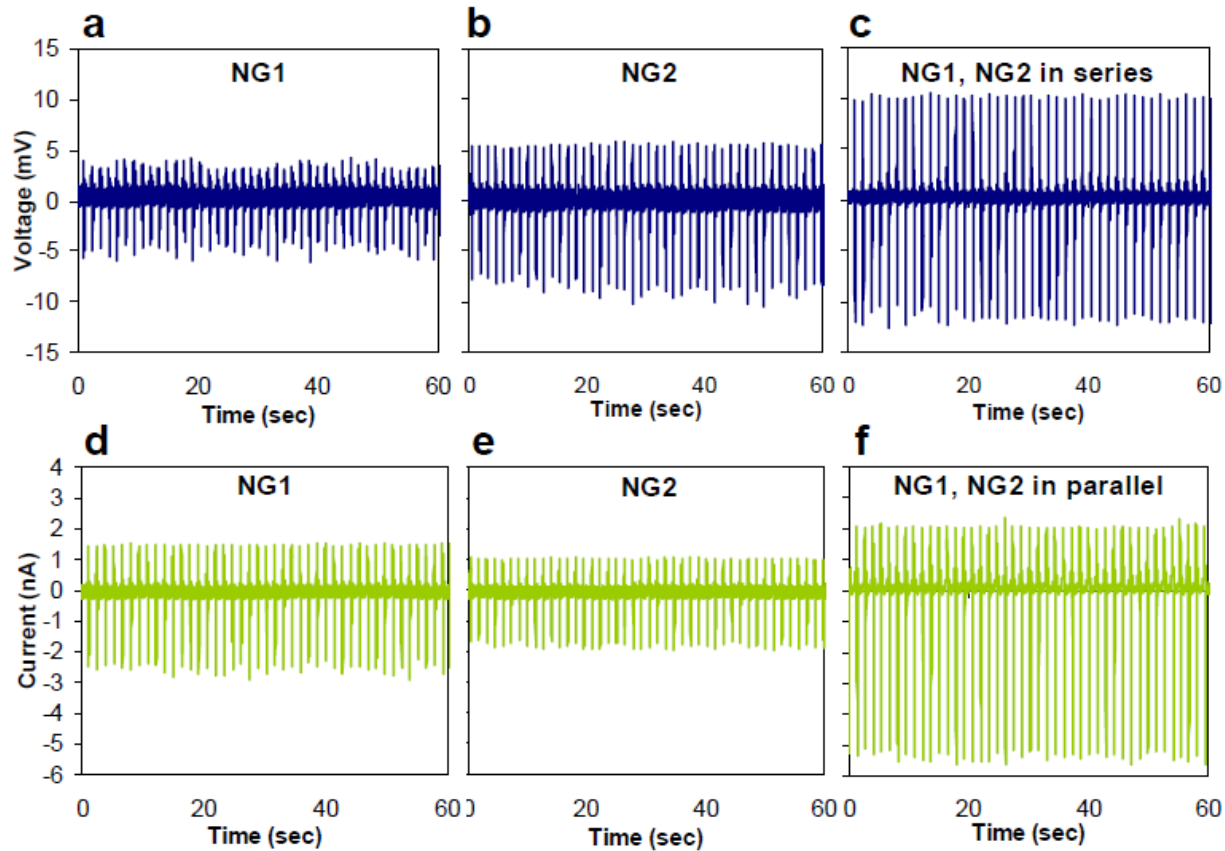 a
b
c
NG1
NG2
NG1, NG2 in series
Voltage (mV)
15
10
5
0
-5
-10
-15
0 20 40 60
0 20 40 60
0 20 40 60
Time (sec)
Time (sec)
Time (sec)
d
e
f
NG1
NG2
NG1, NG2 in parallel
Current (nA)
4
3
2
1
0
-1
-2
-3
-4
-5
-6
0 20 40 60
0 20 40 60
0 20 40 60
Time (sec)
Time (sec)
Time (sec)